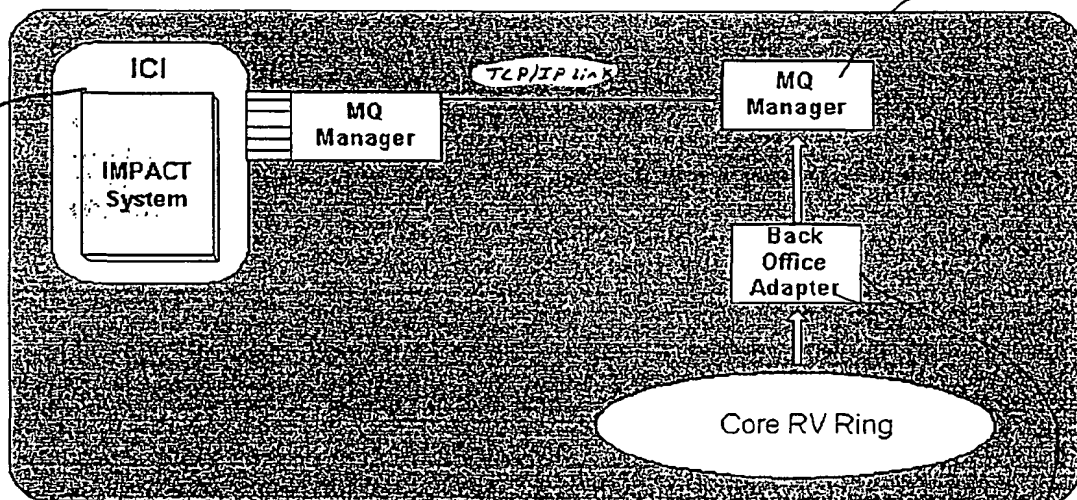 ICI
IMPACT
System
MQ
Manager
TCP/IP link
MQ
Manager
Back
Office
Adapter
Core RV Ring